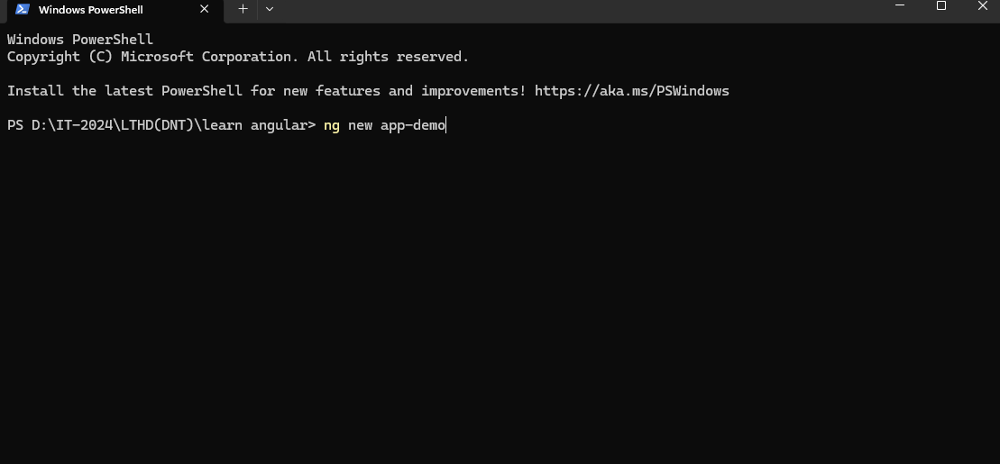 Windows PowerShell
Windows PowerShell
Copyright (C) Microsoft Corporation. All rights reserved.
Install the latest PowerShell for new features and improvements! https://aka.ms/PSWindows
PS D:\IT-2024\LTHD(DNT)\learn angular> ng new app-demo